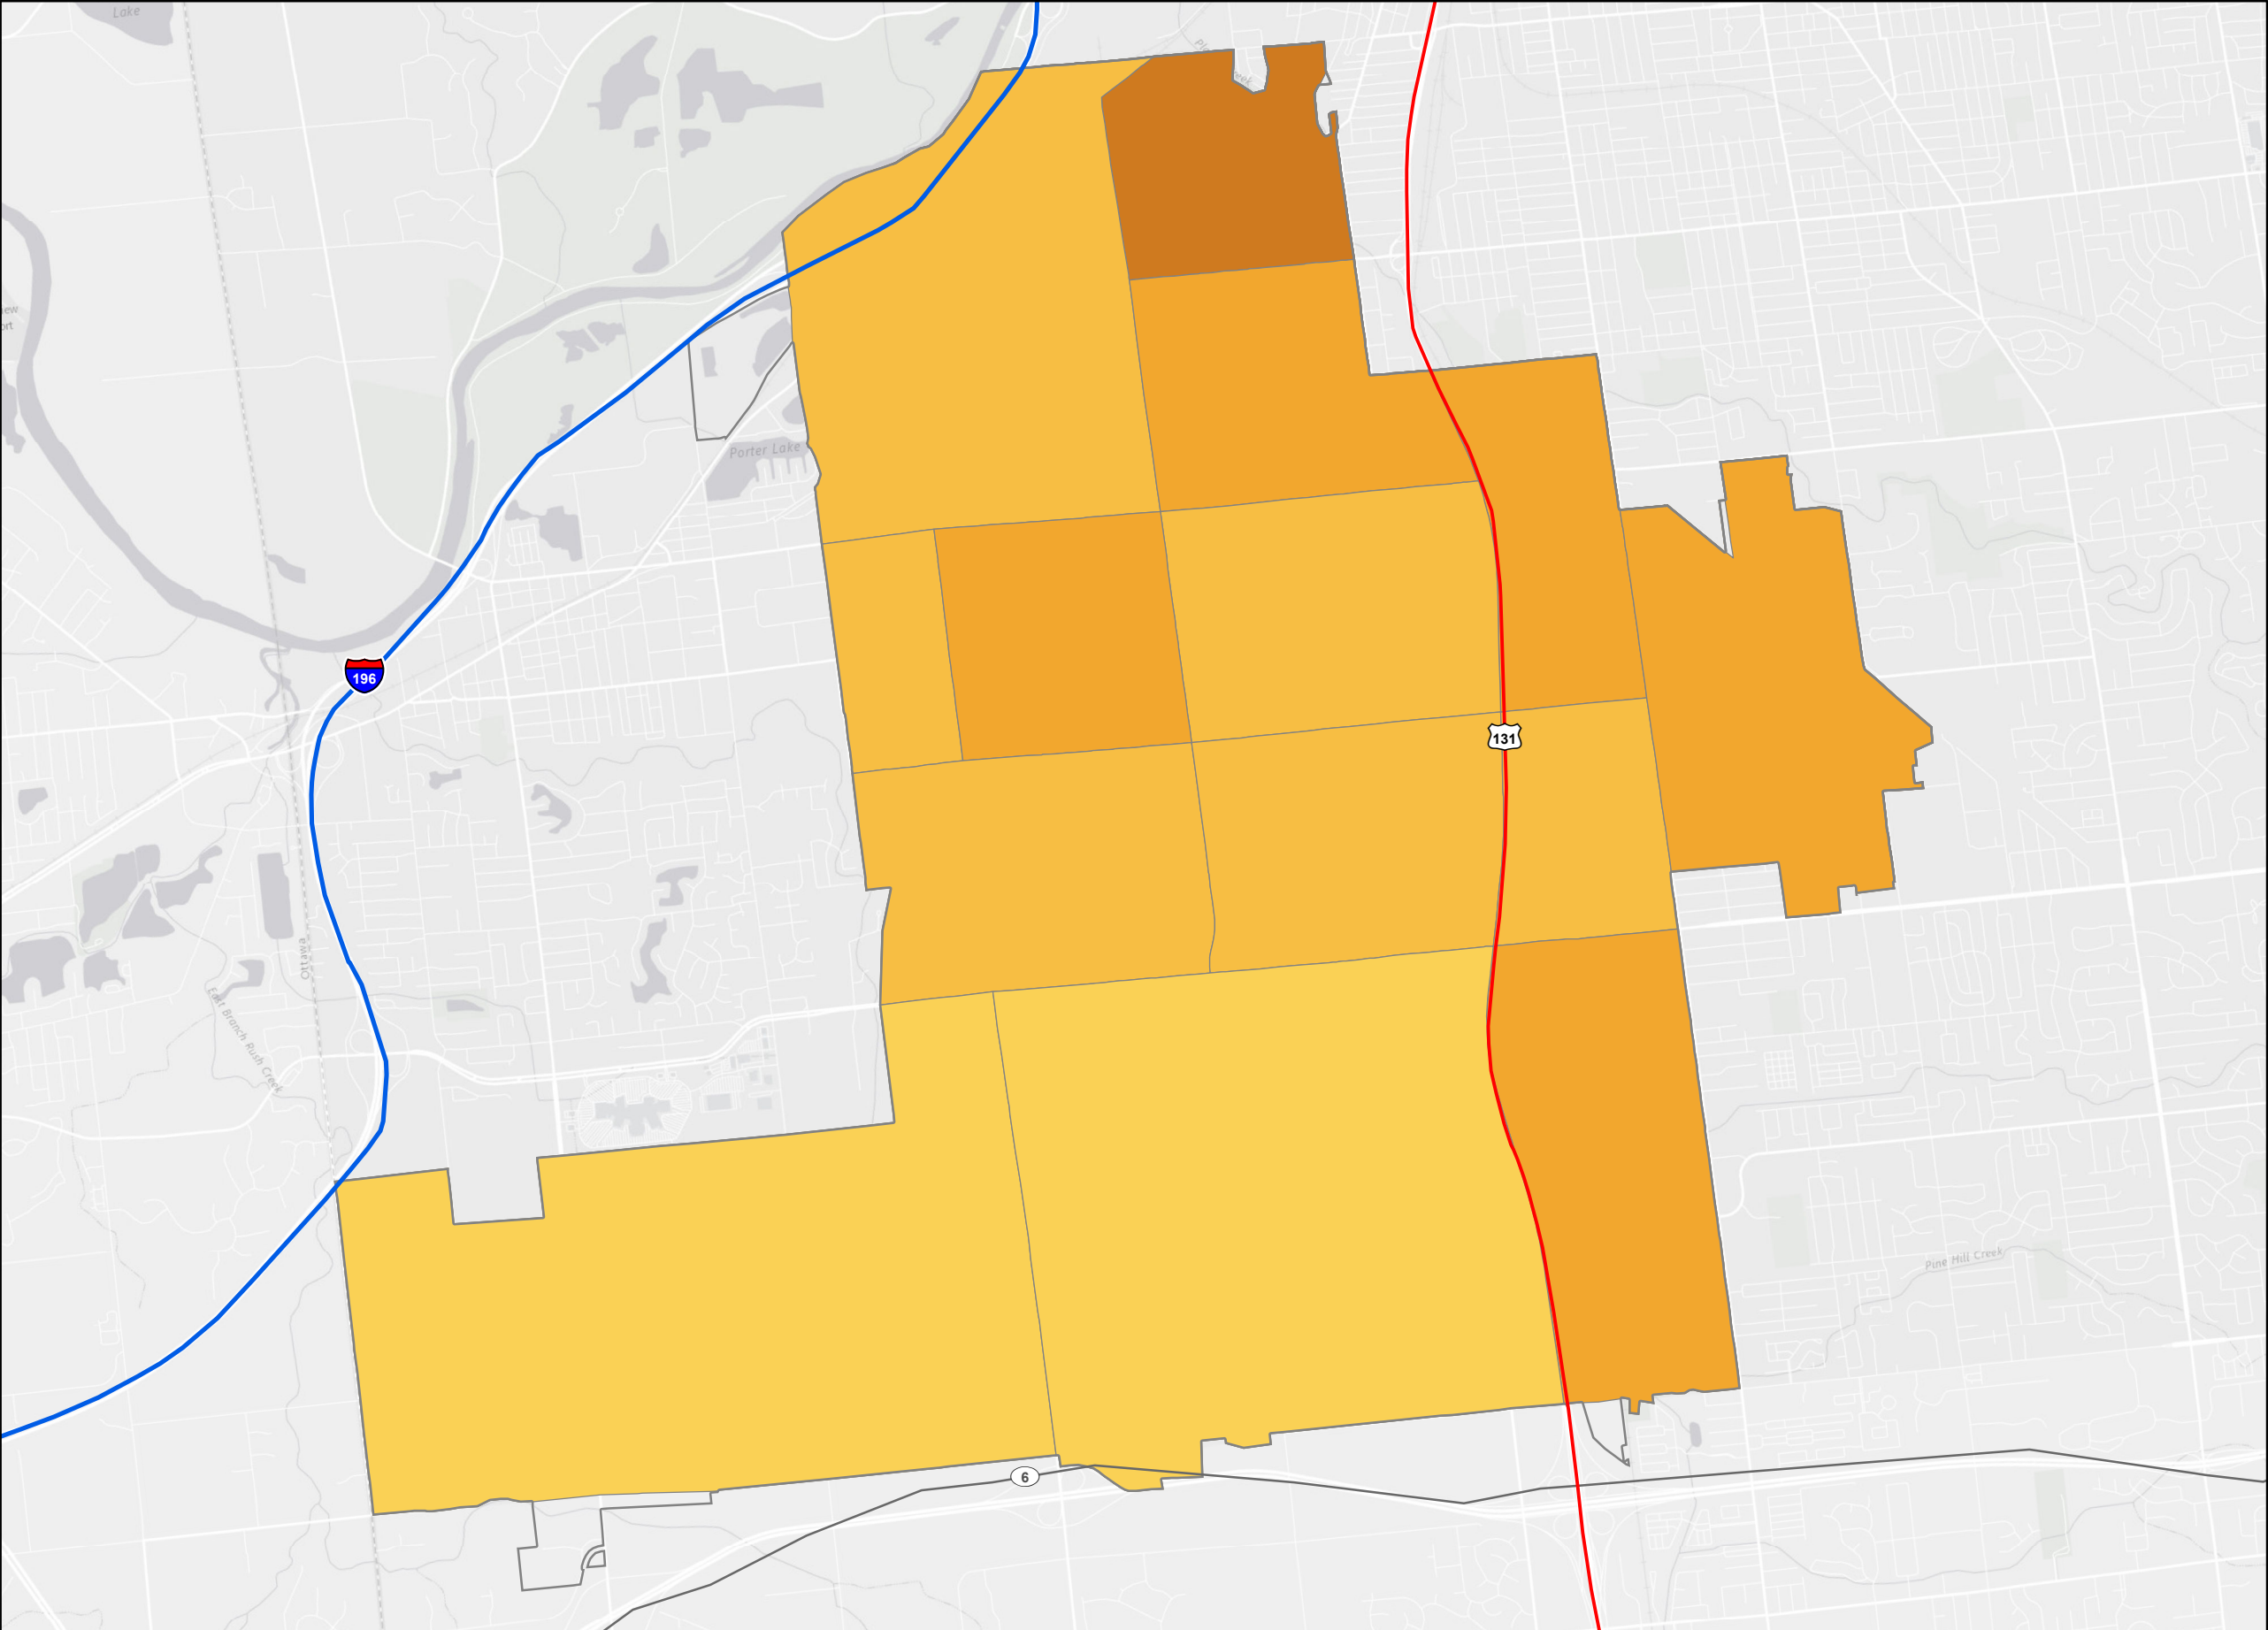 Lake
Porter Lake
196
131
Ottawa
East Branch Rush Creek
Pine Hill Creek
6